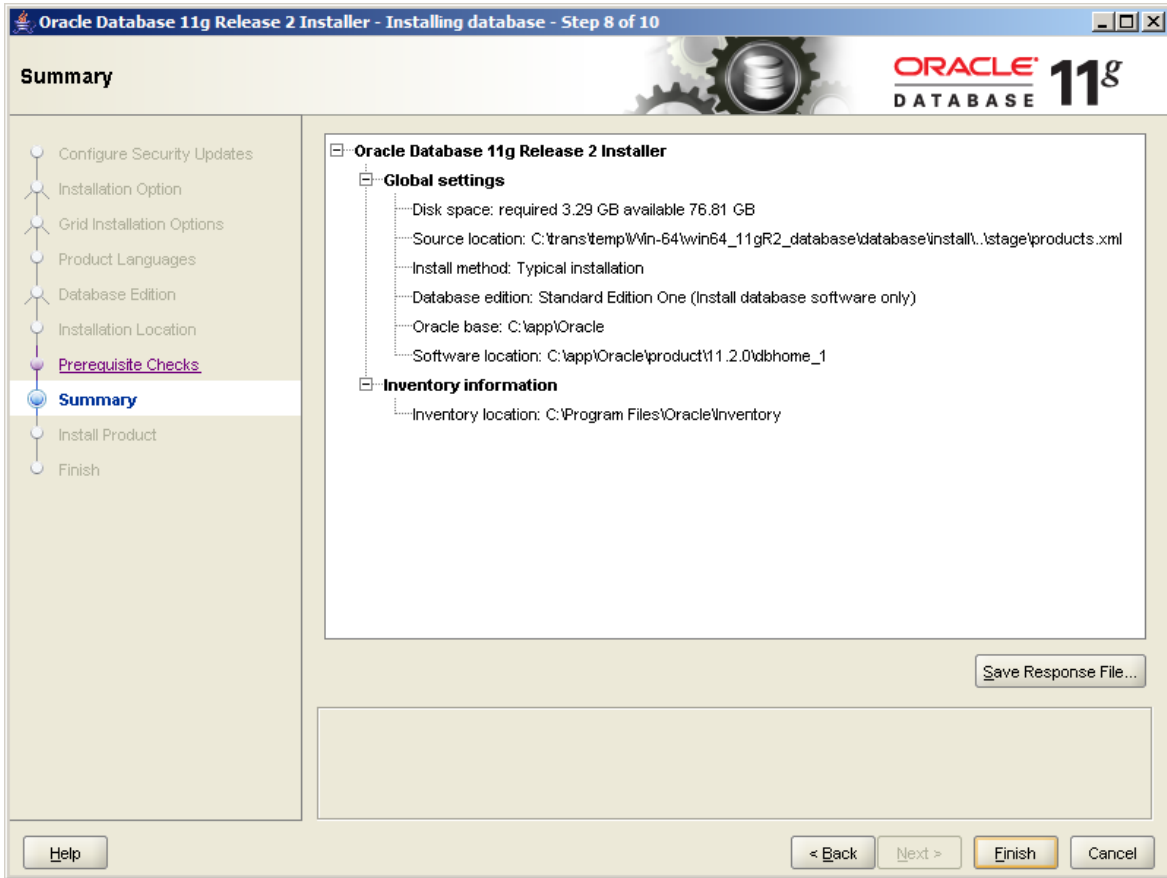 Oracle Database 11g Release 2 Installer - Installing database - Step 8 of 10
Summary
ORACLE
DATABASE
11g
Configure Security Updates
Installation Option
Grid Installation Options
Product Languages
Database Edition
Installation Location
Prerequisite Checks
Summary
Install Product
Finish
Oracle Database 11g Release 2 Installer
Global settings
Disk space: required 3.29 GB available 76.81 GB
Source location: C:\trans\temp\Win-64\win64_11gR2_database\database\install\..\stage\products.xml
Install method: Typical installation
Database edition: Standard Edition One (Install database software only)
Oracle base: C:\app\Oracle
Software location: C:\app\Oracle\product\11.2.0\dbhome_1
Inventory information
Inventory location: C:\Program Files\Oracle\Inventory
Save Response File...
Help
< Back
Next >
Finish
Cancel